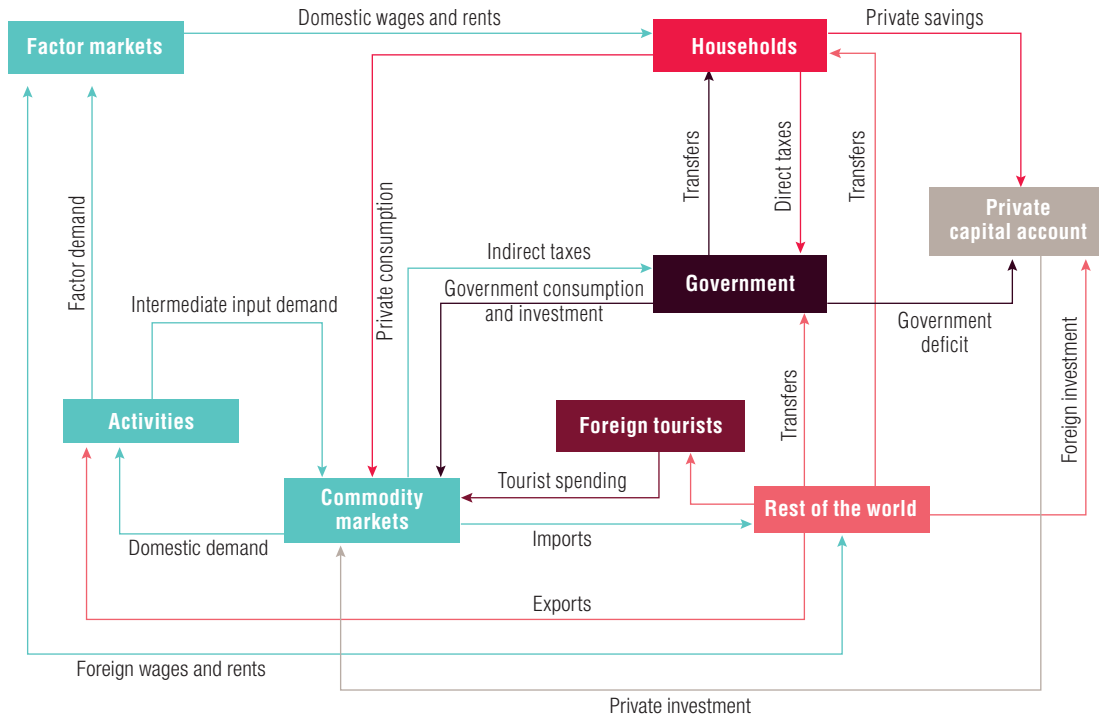 Domestic wages and rents
Private savings
Factor markets
Households
Factor demand
Private consumption
Transfers
Direct taxes
Transfers
Private
capital account
Indirect taxes
Government
Government consumption
and investment
Intermediate input demand
Government
deficit
Foreign investment
Activities
Foreign tourists
Transfers
Tourist spending
Commodity
markets
Rest of the world
Domestic demand
Imports
Exports
Foreign wages and rents
Private investment